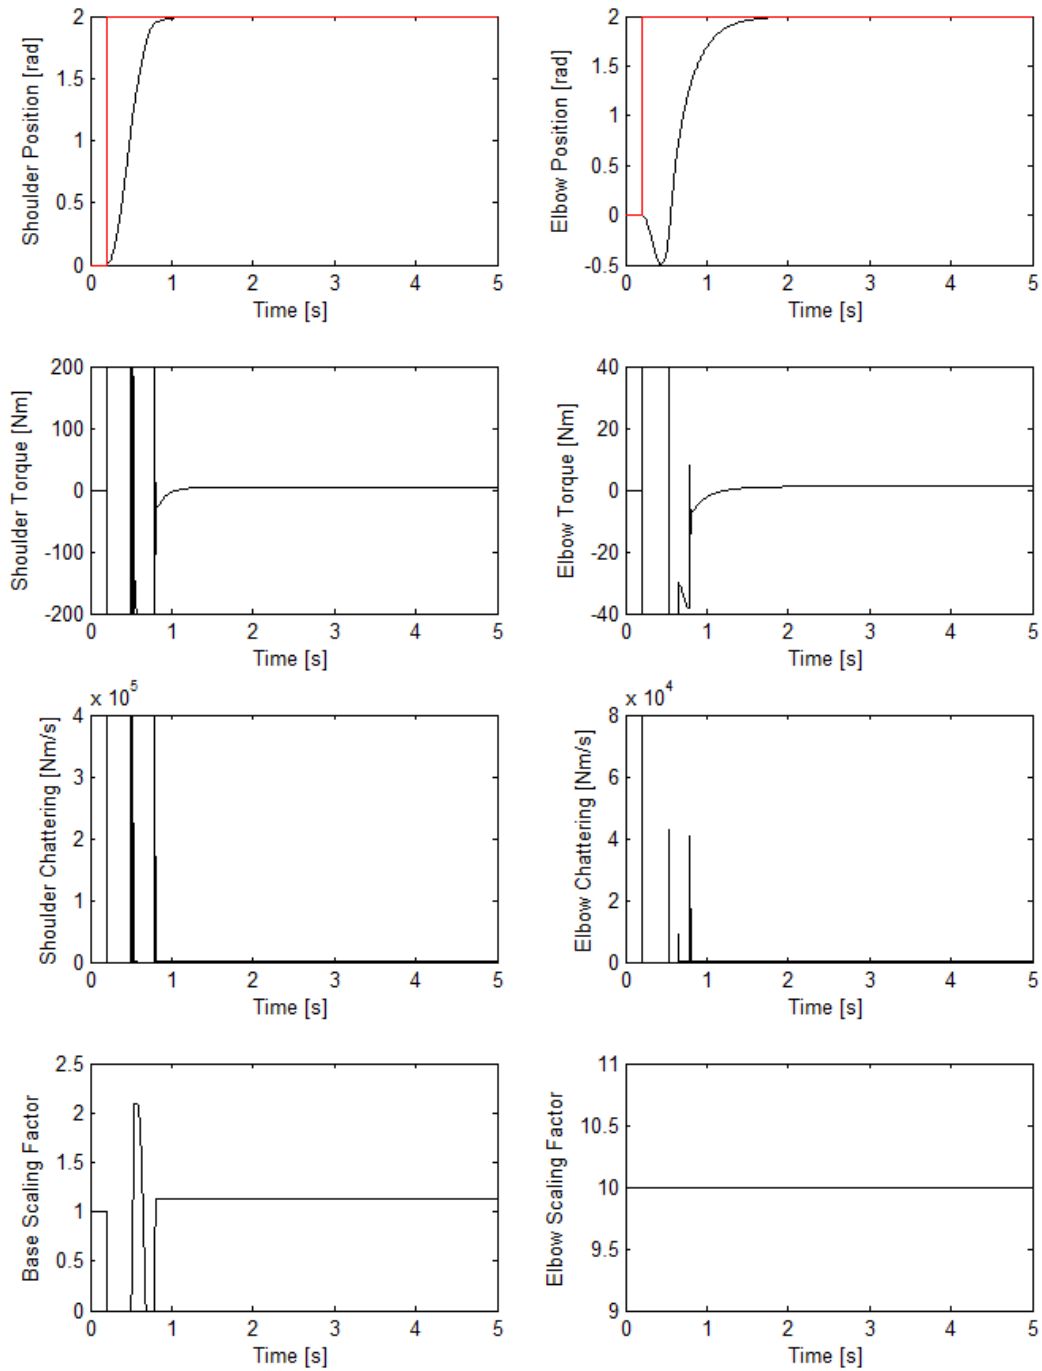 2
1.5
1
0.5
0
Shoulder Position [rad]
0 1 2 3 4 5
Time [s]
2
1.5
1
0.5
0
-0.5
Elbow Position [rad]
0 1 2 3 4 5
Time [s]
200
100
0
-100
-200
Shoulder Torque [Nm]
0 1 2 3 4 5
Time [s]
40
20
0
-20
-40
Elbow Torque [Nm]
0 1 2 3 4 5
Time [s]
x 10^5
4
3
2
1
0
Shoulder Chattering [Nm/s]
0 1 2 3 4 5
Time [s]
x 10^4
8
6
4
2
0
Elbow Chattering [Nm/s]
0 1 2 3 4 5
Time [s]
2.5
2
1.5
1
0.5
0
Base Scaling Factor
0 1 2 3 4 5
Time [s]
11
10.5
10
9.5
9
Elbow Scaling Factor
0 1 2 3 4 5
Time [s]